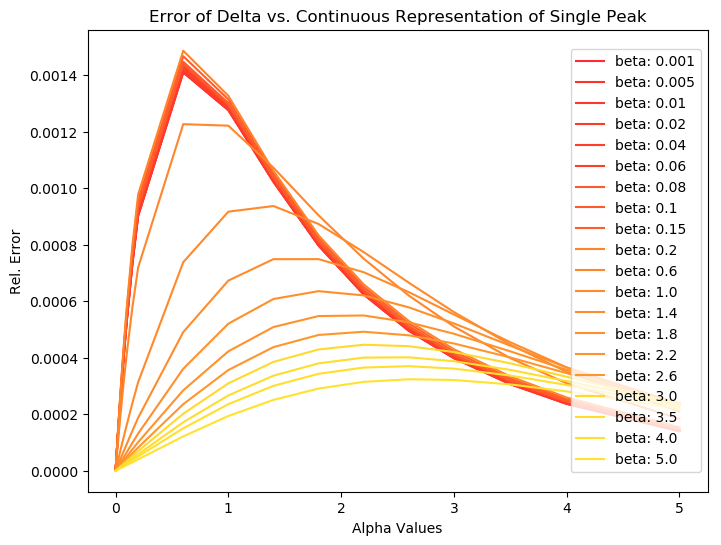 Error of Delta vs. Continuous Representation of Single Peak
Rel. Error
0.0014
0.0012
0.0010
0.0008
0.0006
0.0004
0.0002
0.0000
beta: 0.001
beta: 0.005
beta: 0.01
beta: 0.02
beta: 0.04
beta: 0.06
beta: 0.08
beta: 0.1
beta: 0.15
beta: 0.2
beta: 0.6
beta: 1.0
beta: 1.4
beta: 1.8
beta: 2.2
beta: 2.6
beta: 3.0
beta: 3.5
beta: 4.0
beta: 5.0
0 1 2 3 4 5
Alpha Values